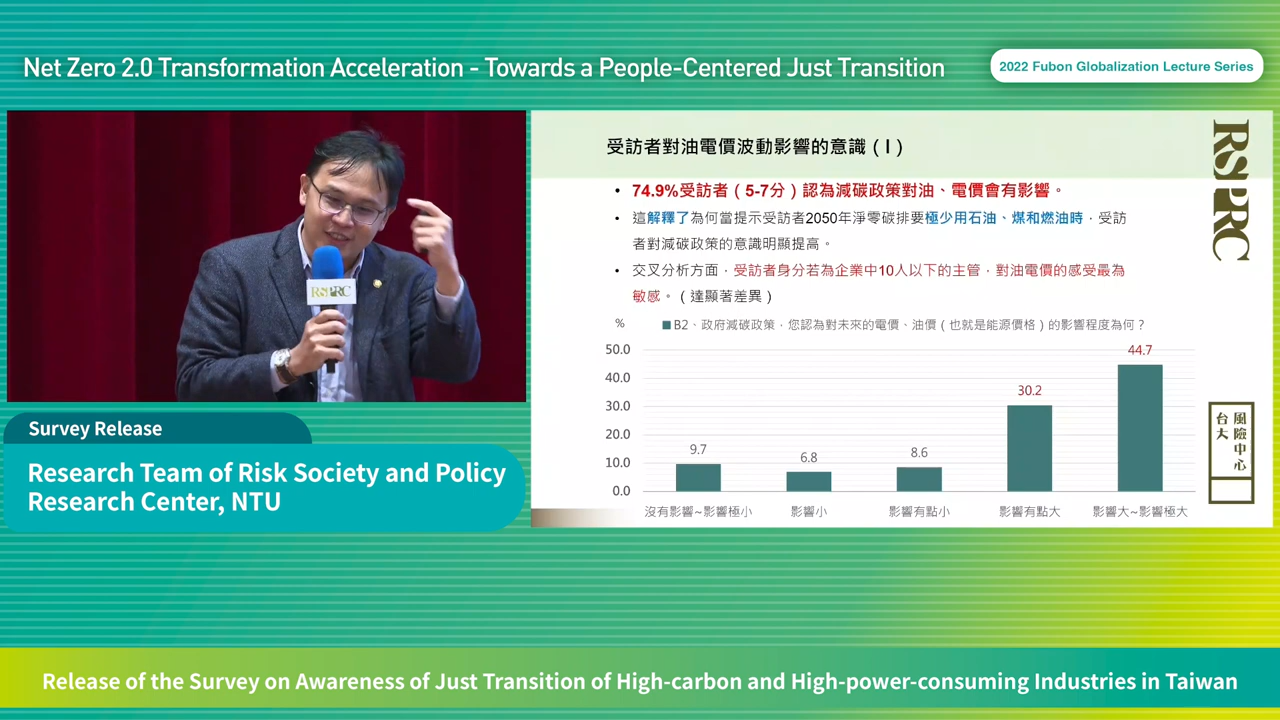 Net Zero 2.0 Transformation Acceleration - Towards a People-Centered Just Transition
2022 Fubon Globalization Lecture Series
RSPRC
Survey Release
Research Team of Risk Society and Policy
Research Center, NTU
受訪者對油電價波動影響的意識 ( I )
• 74.9%受訪者（5-7分）認為減碳政策對油、電價會有影響。
• 這解釋了為何當提示受訪者2050年淨零碳排要極少用石油、煤和燃油時，受訪
者對減碳政策的意識明顯提高。
• 交叉分析方面，受訪者身分若為企業中10人以下的主管，對油電價的感受最為
敏感。（達顯著差異）
%
B2、政府減碳政策，您認為對未來的電價、油價（也就是能源價格）的影響程度為何？
50.0
40.0
30.0
20.0
10.0
0.0
9.7
6.8
8.6
30.2
44.7
沒有影響~影響極小
影響小
影響有點小
影響有點大
影響大~影響極大
RSPRC
台大
風險中心
Release of the Survey on Awareness of Just Transition of High-carbon and High-power-consuming Industries in Taiwan